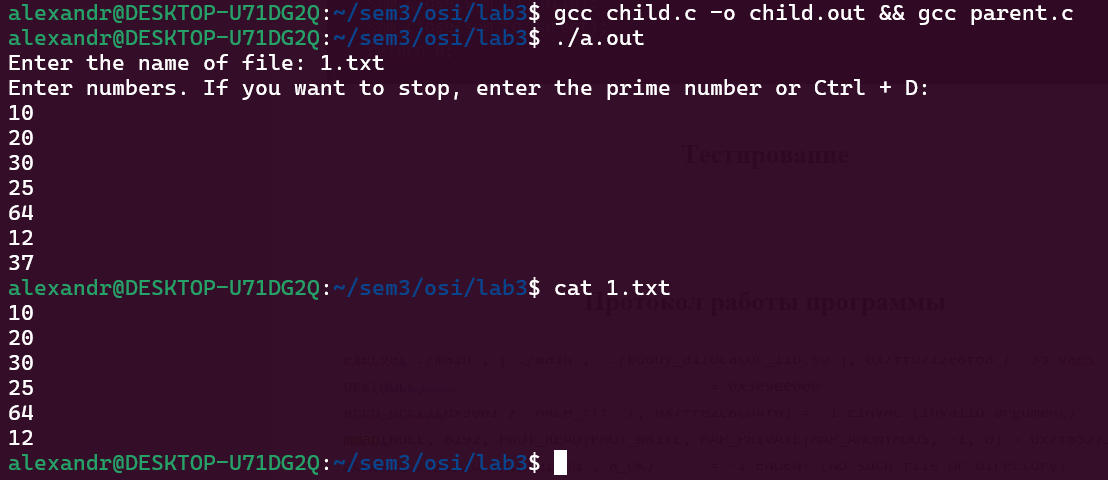 alexandr@DESKTOP-U71DG2Q:~/sem3/osi/lab3$ gcc child.c -o child.out && gcc parent.c
alexandr@DESKTOP-U71DG2Q:~/sem3/osi/lab3$ ./a.out
Enter the name of file: 1.txt
Enter numbers. If you want to stop, enter the prime number or Ctrl + D:
10
20
Тестирование
30
25
64
12
37
alexandr@DESKTOP-U71DG2Q:~/sem3/osi/lab3$ cat 1.txt
Протокол работы программы
10
20
30
25
64
12
alexandr@DESKTOP-U71DG2Q:~/sem3/osi/lab3$